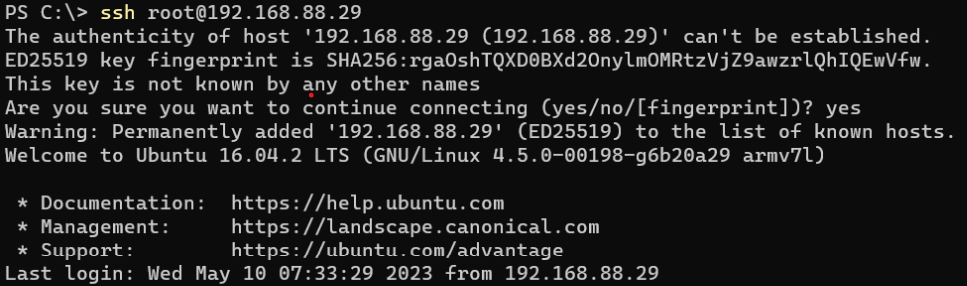 PS C:\> ssh root@192.168.88.29
The authenticity of host '192.168.88.29 (192.168.88.29)' can't be established.
ED25519 key fingerprint is SHA256:rgaOshTQXD0BXd2OnylmOMRtzVjZ9awzrlQhIQEwVfw.
This key is not known by any other names
Are you sure you want to continue connecting (yes/no/[fingerprint])? yes
Warning: Permanently added '192.168.88.29' (ED25519) to the list of known hosts.
Welcome to Ubuntu 16.04.2 LTS (GNU/Linux 4.5.0-00198-g6b20a29 armv7l)
 * Documentation:  https://help.ubuntu.com
 * Management:     https://landscape.canonical.com
 * Support:        https://ubuntu.com/advantage
Last login: Wed May 10 07:33:29 2023 from 192.168.88.29